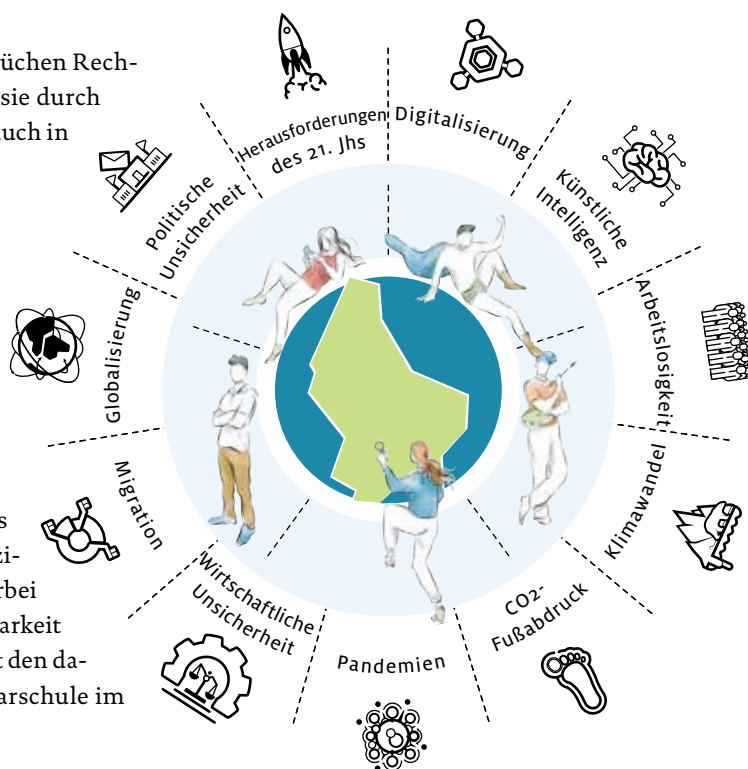 üchen Rech-
sie durch
uch in
s
zi-
rbei
arkeit
t den da-
arschule im
Herausforderungen
des 21. Jhs
Digitalisierung
Künstliche
Intelligenz
Arbeitslosigkeit
Klimawandel
CO2-
Fußabdruck
Pandemien
Wirtschaftliche
Unsicherheit
Migration
Globalisierung
Politische
Unsicherheit